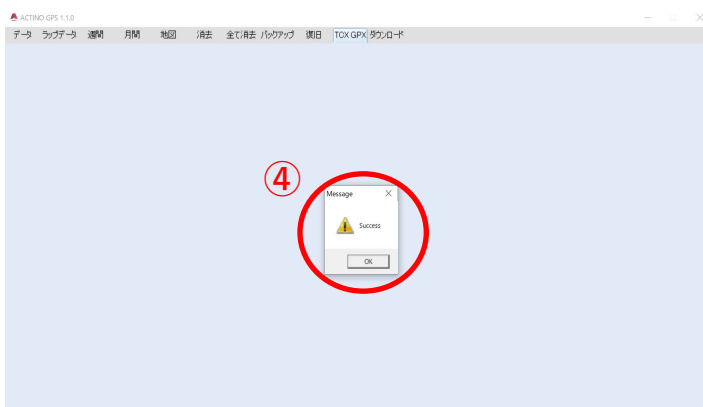 ACTINO GPS 1.1.0
データ ラップデータ 週間 月間 地図 消去 全て消去 バックアップ 復旧 TCX GPX ダウンロード
④
Message
Success
OK